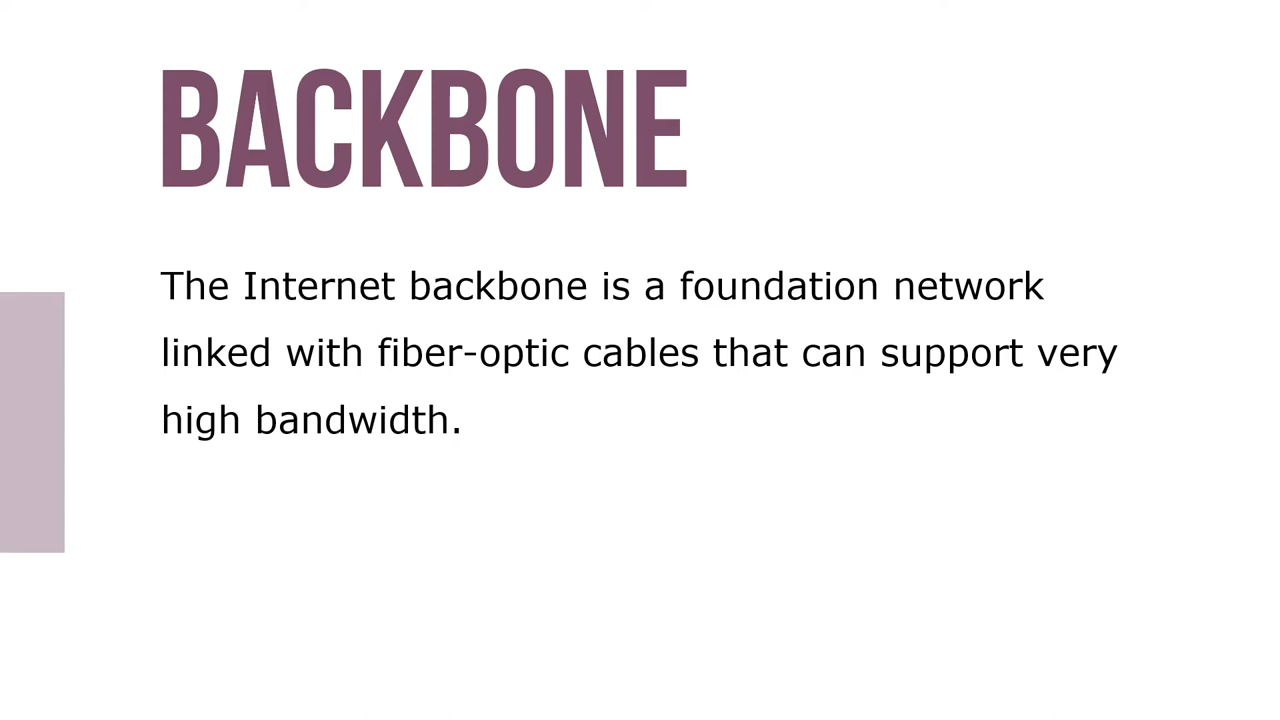 BACKBONE
The Internet backbone is a foundation network
linked with fiber-optic cables that can support very
high bandwidth.